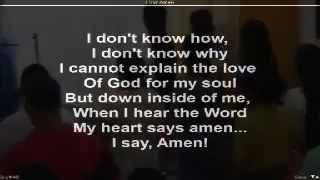 I don't know how,
I don't know why
I cannot explain the love
Of God for my soul
But down inside of me,
When I hear the Word
My heart says amen...
I say, Amen!